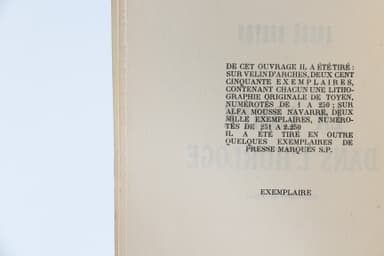 DE CET OUVRAGE IL A ÉTÉ TIRÉ :
SUR VELIN D'ARCHES, DEUX CENT
CINQUANTE EXEMPLAIRES,
CONTENANT CHACUN UNE LITHO-
GRAPHIE ORIGINALE DE TOYEN,
NUMÉROTÉS DE 1 A 250 ; SUR
ALFA MOUSSE NAVARRE, DEUX
MILLE EXEMPLAIRES, NUMÉRO-
TÉS DE 251 A 2.250
IL A ÉTÉ TIRÉ EN OUTRE
QUELQUES EXEMPLAIRES DE
PRESSE MARQUÉS S.P.
EXEMPLAIRE